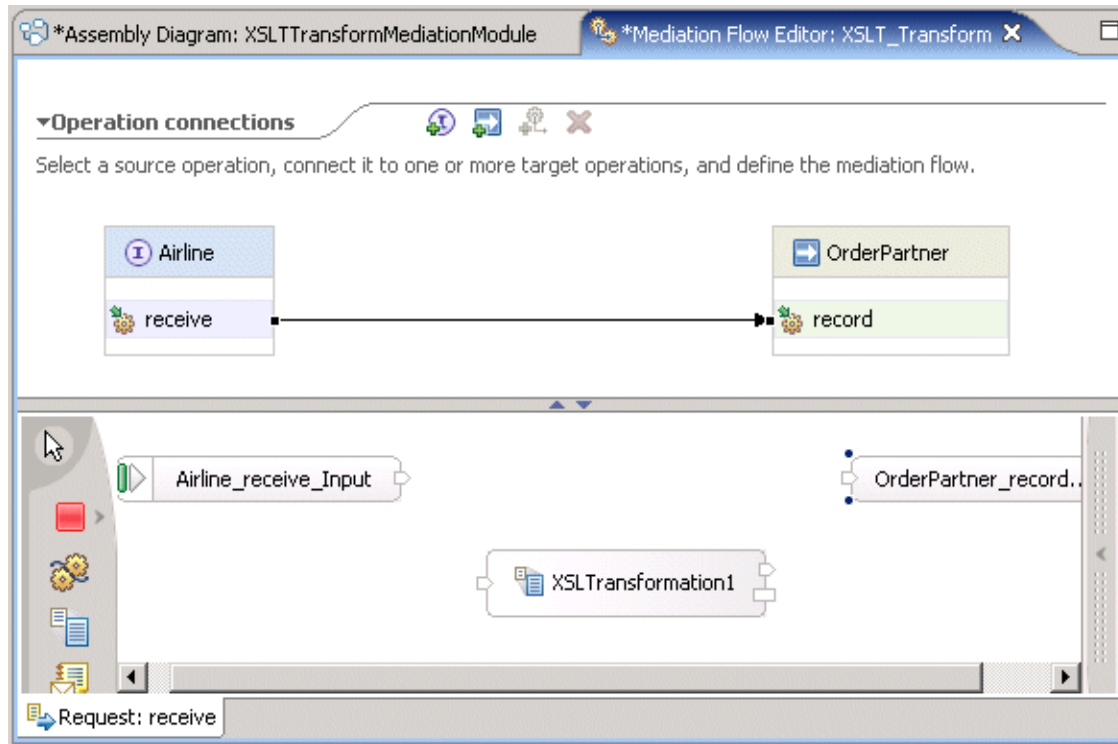 *Assembly Diagram: XSLTTransformMediationModule *Mediation Flow Editor: XSLT_Transform
Operation connections
Select a source operation, connect it to one or more target operations, and define the mediation flow.
Airline OrderPartner
receive record
Airline_receive_Input OrderPartner_record..
XSLTransformation1
Request: receive